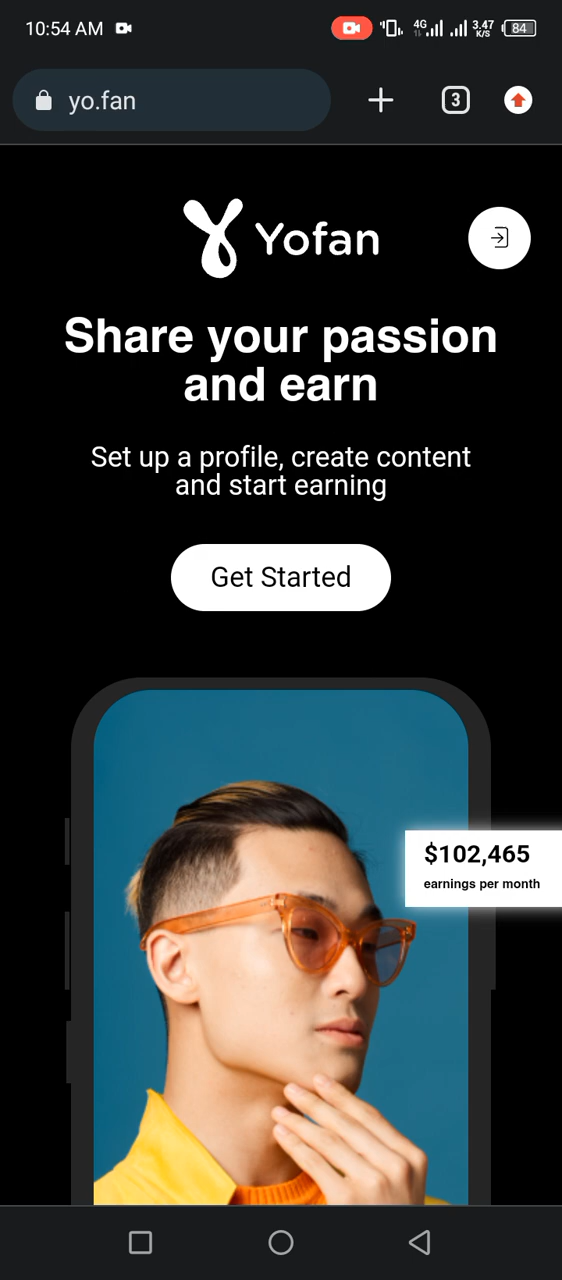 10:54 AM
4G
3.47
K/S
84
yo.fan
3
Yofan
Share your passion
and earn
Set up a profile, create content
and start earning
Get Started
$102,465
earnings per month